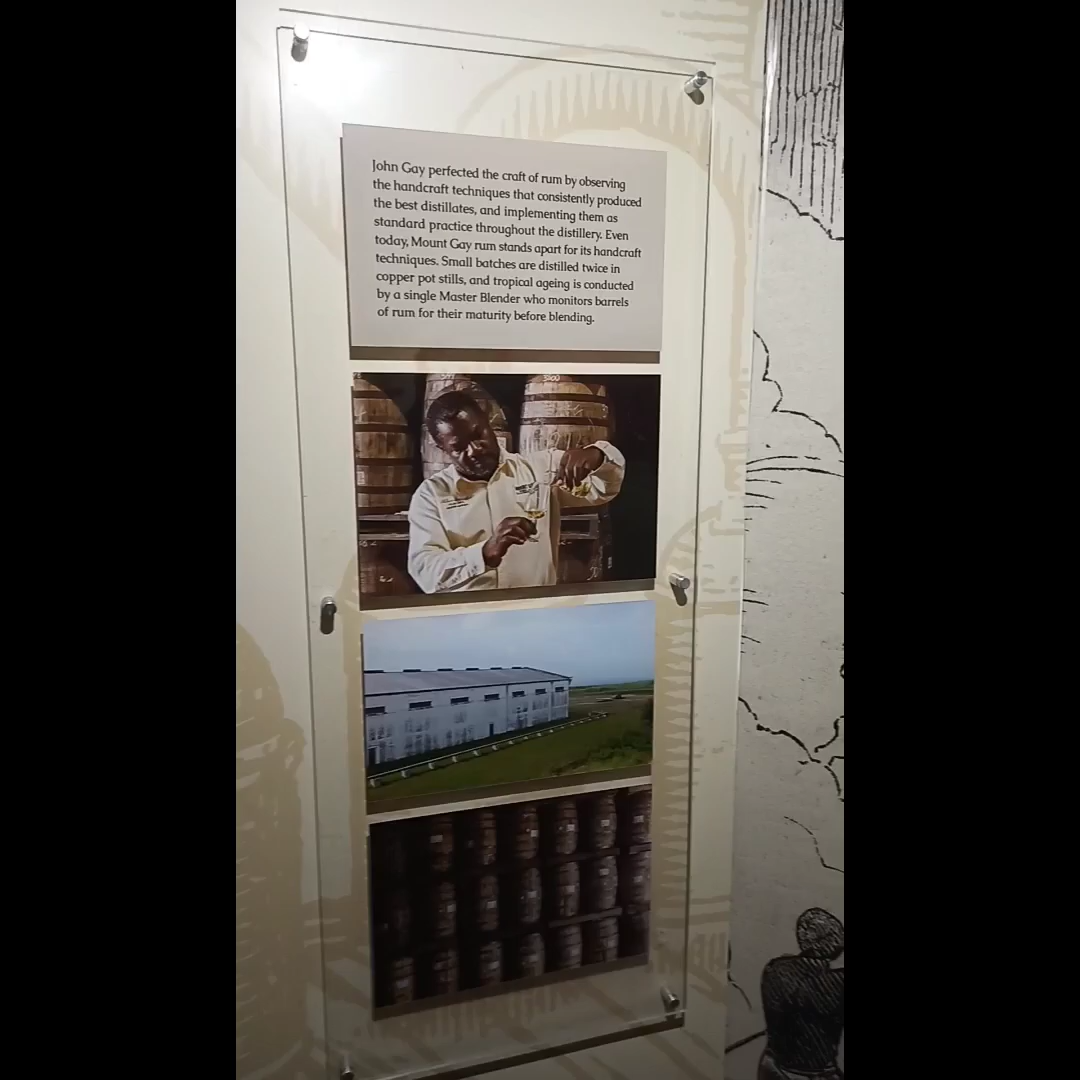 John Gay perfected the craft of rum by observing
the handcraft techniques that consistently produced
the best distillates, and implementing them as
standard practice throughout the distillery. Even
today, Mount Gay rum stands apart for its handcraft
techniques. Small batches are distilled twice in
copper pot stills, and tropical ageing is conducted
by a single Master Blender who monitors barrels
of rum for their maturity before blending.